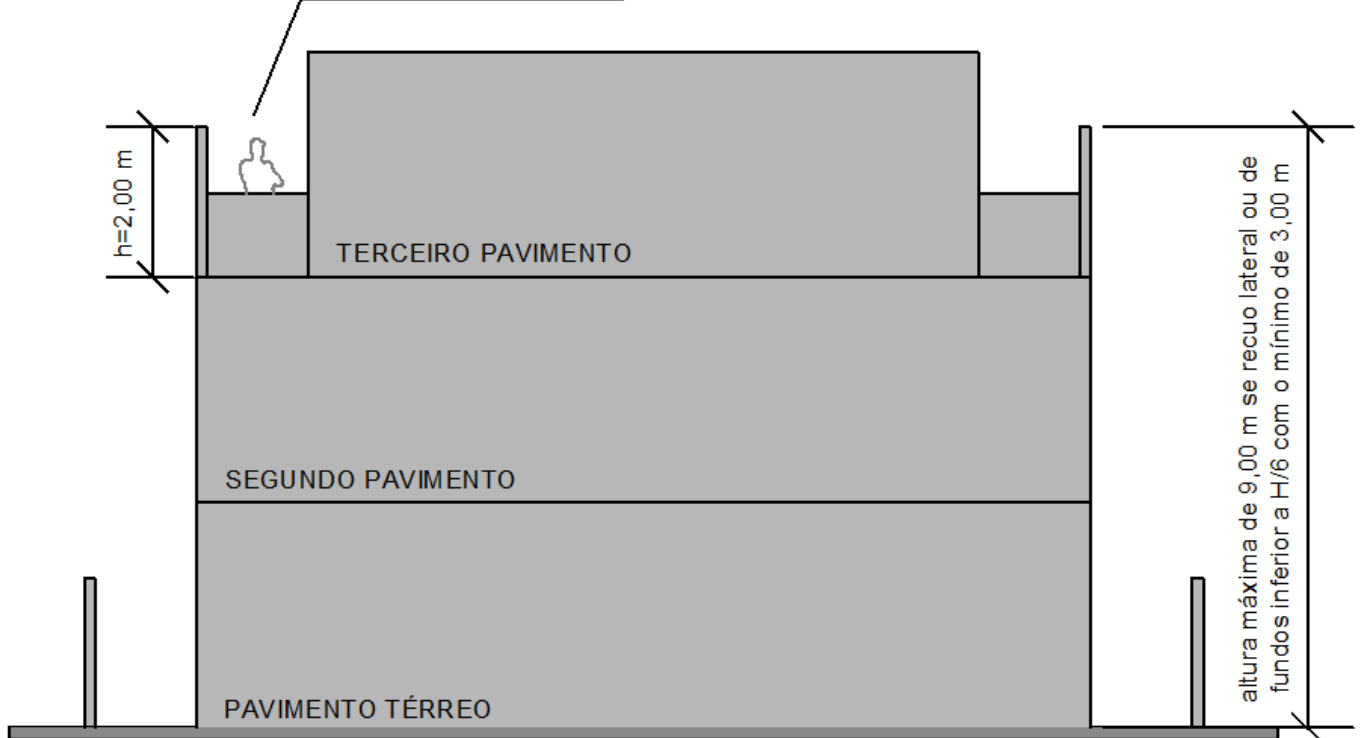 h=2,00 m
TERCEIRO PAVIMENTO
SEGUNDO PAVIMENTO
PAVIMENTO TÉRREO
altura máxima de 9,00 m se recuo lateral ou de
fundos inferior a H/6 com o mínimo de 3,00 m